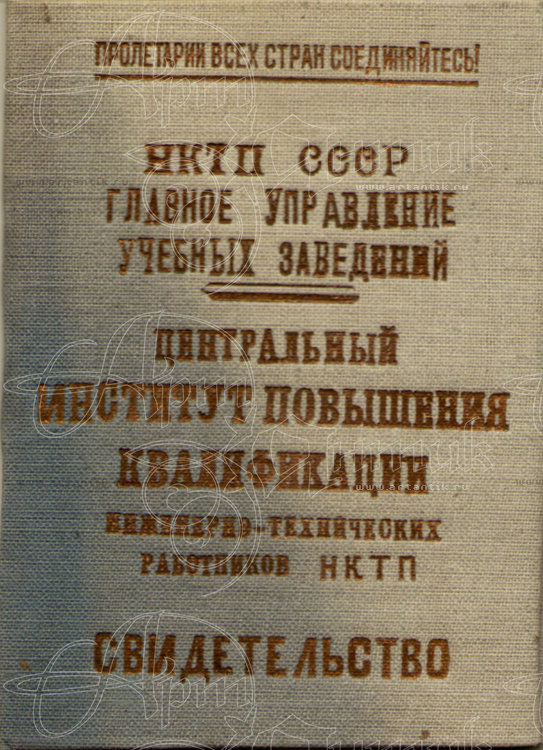 ПРОЛЕТАРИИ ВСЕХ СТРАН СОЕДИНЯЙТЕСЬ!
НКТП СССР
ГЛАВНОЕ УПРАВЛЕНИЕ
УЧЕБНЫХ ЗАВЕДЕНИЙ
ЦЕНТРАЛЬНЫЙ
ИНСТИТУТ ПОВЫШЕНИЯ
КВАЛИФИКАЦИИ
ИНЖЕНЕРНО-ТЕХНИЧЕСКИХ
РАБОТНИКОВ НКТП
СВИДЕТЕЛЬСТВО